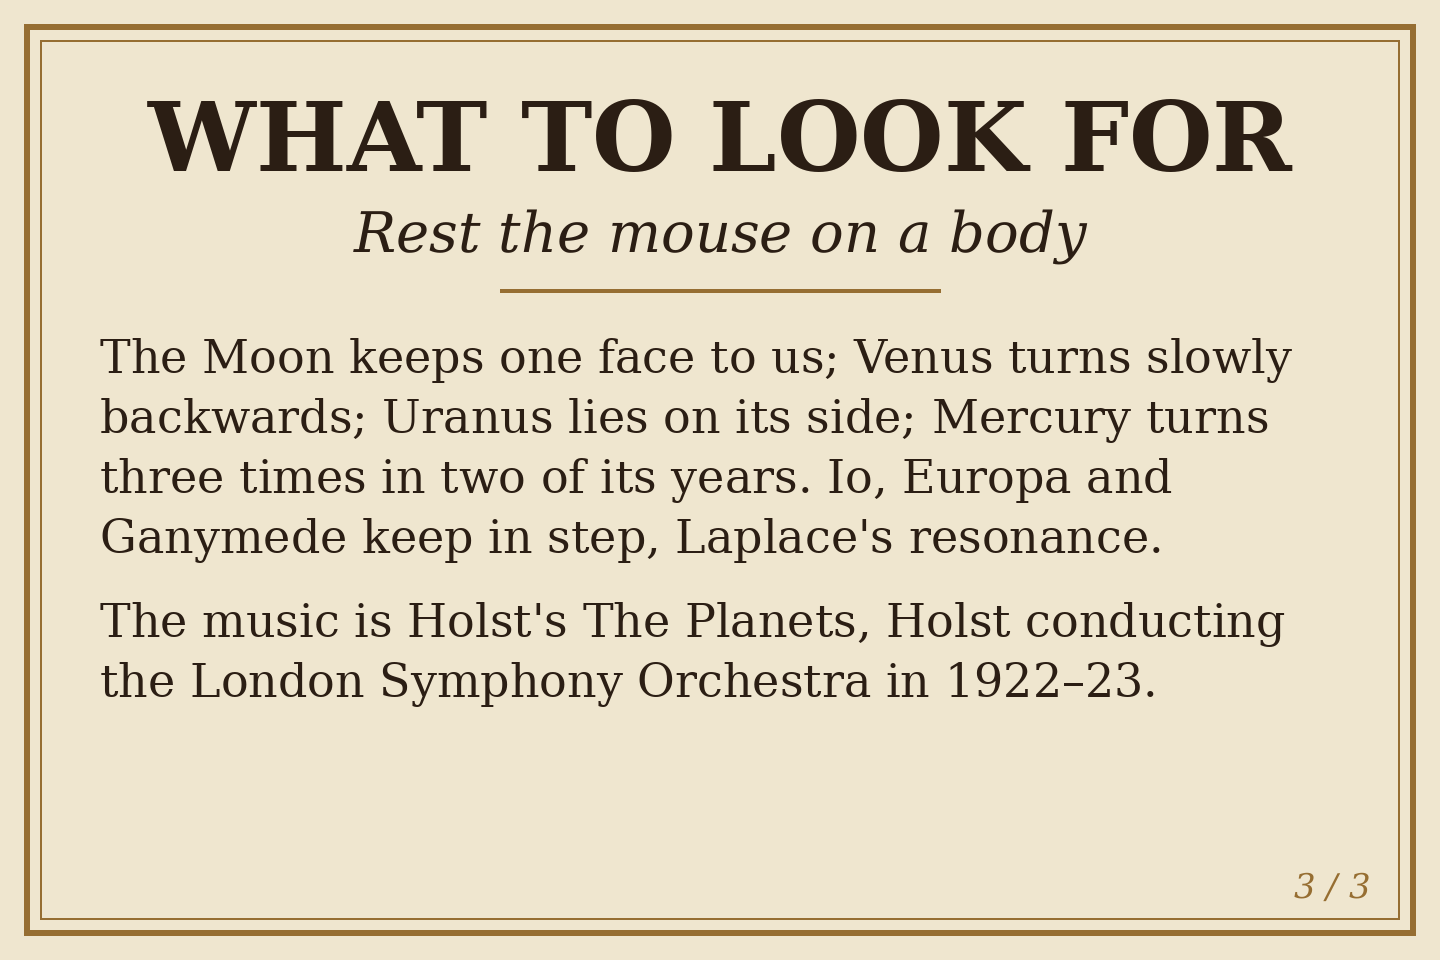 WHAT TO LOOK FOR
Rest the mouse on a body
The Moon keeps one face to us; Venus turns slowly
backwards; Uranus lies on its side; Mercury turns
three times in two of its years. Io, Europa and
Ganymede keep in step, Laplace's resonance.
The music is Holst's The Planets, Holst conducting
the London Symphony Orchestra in 1922–23.
3 / 3